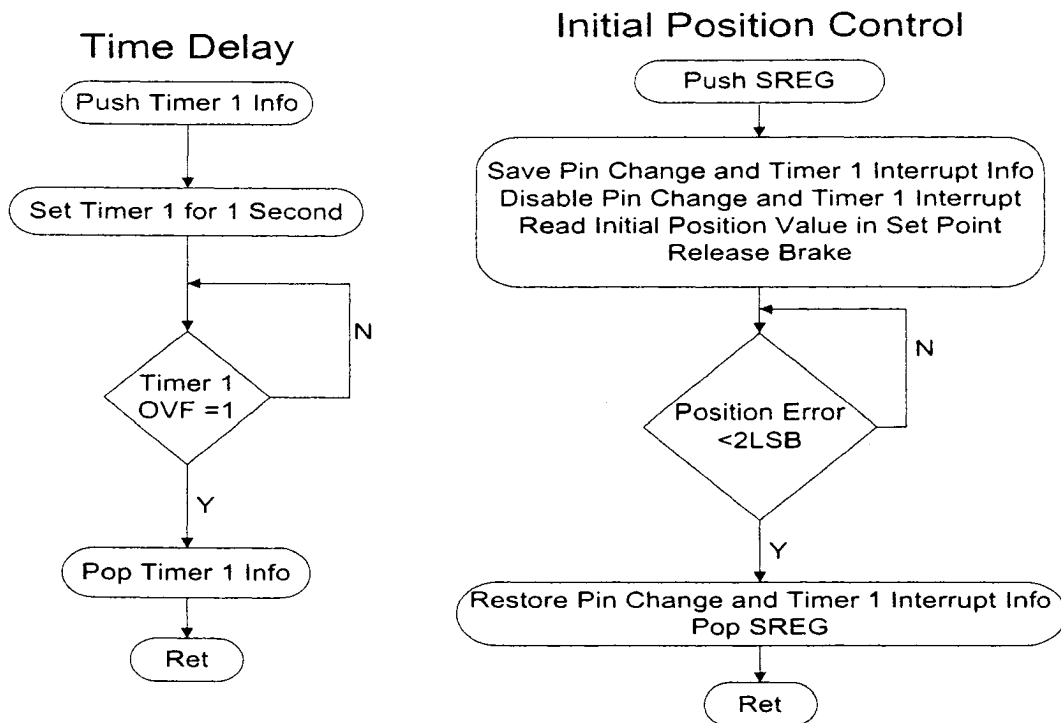 Time Delay
Push Timer 1 Info
Set Timer 1 for 1 Second
N
Timer 1
OVF =1
Y
Pop Timer 1 Info
Ret
Initial Position Control
Push SREG
Save Pin Change and Timer 1 Interrupt Info
Disable Pin Change and Timer 1 Interrupt
Read Initial Position Value in Set Point
Release Brake
N
Position Error
<2LSB
Y
Restore Pin Change and Timer 1 Interrupt Info
Pop SREG
Ret